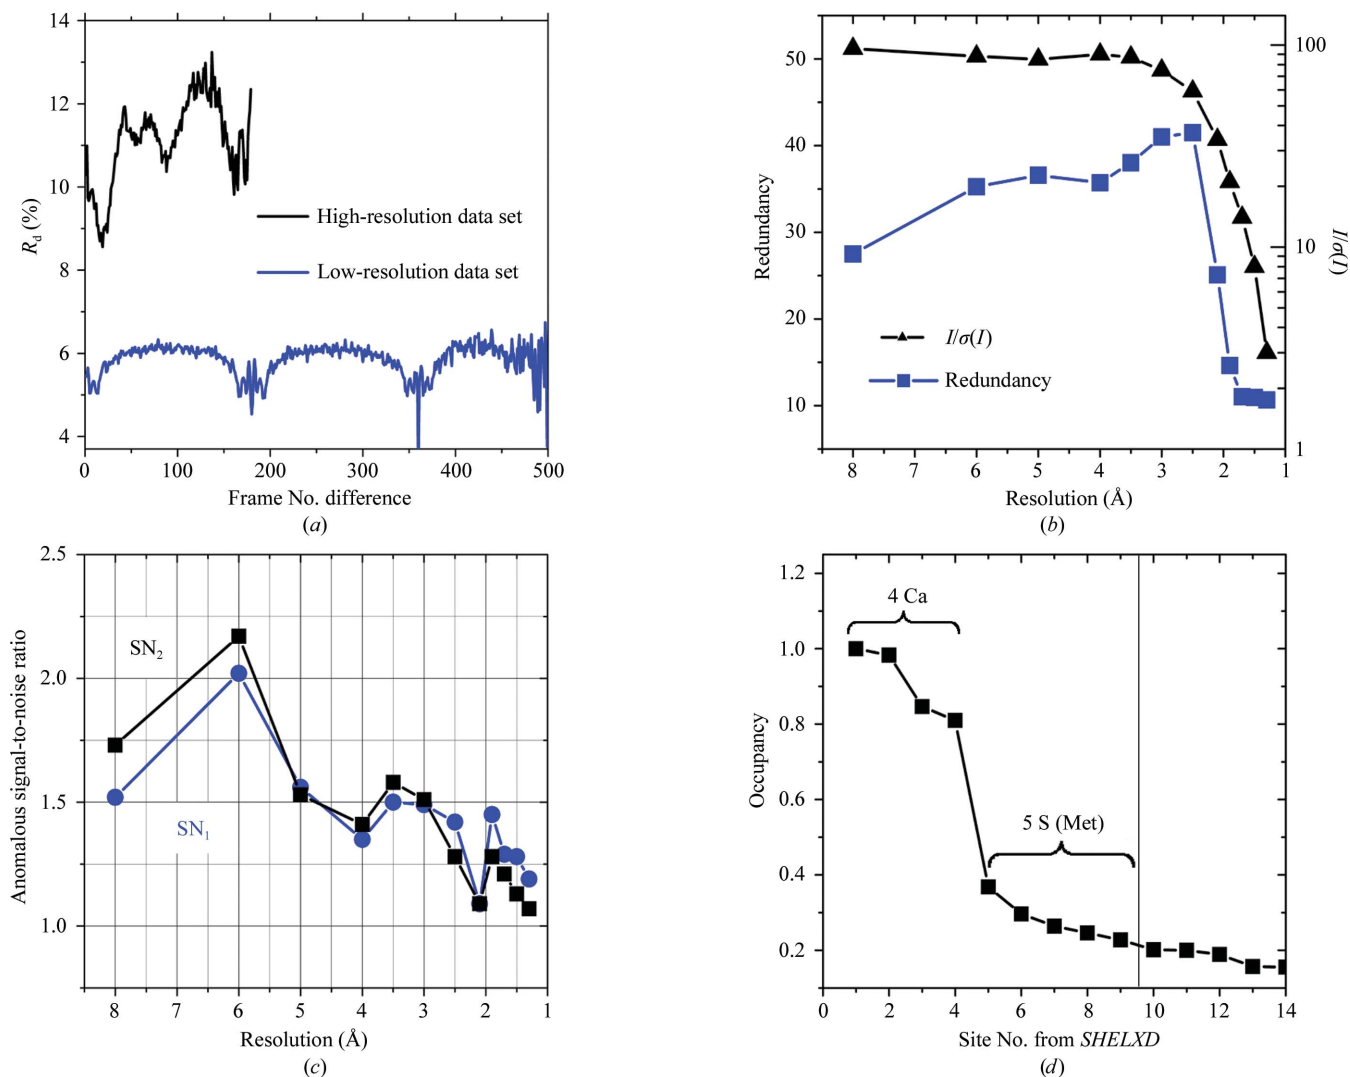 14
12
10
8
6
4
R_d (%)
High-resolution data set
Low-resolution data set
0
100
200
300
400
500
Frame No. difference
(a)
50
40
30
20
10
Redundancy
I/σ(I)
Redundancy
100
10
1
I/σ(I)
8
7
6
5
4
3
2
1
Resolution (Å)
(b)
2.5
2.0
1.5
1.0
Anomalous signal-to-noise ratio
SN₂
SN₁
8
7
6
5
4
3
2
1
Resolution (Å)
(c)
1.2
1.0
0.8
0.6
0.4
0.2
Occupancy
4 Ca
5 S (Met)
0
2
4
6
8
10
12
14
Site No. from SHELXD
(d)